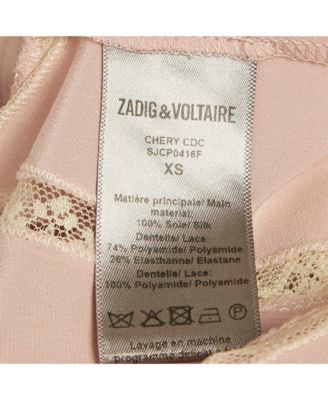 ZADIG&VOLTAIRE
CHERY CDC
SJCP0416F
XS
Matière principale/ Main
material:
100% Soie/ Silk
Dentelle/ Lace:
74% Polyamide/ Polyamide
26% Elasthanne/ Elastane
Dentelle/ Lace:
100% Polyamide/ Polyamide
P
Lavage en machine
programme